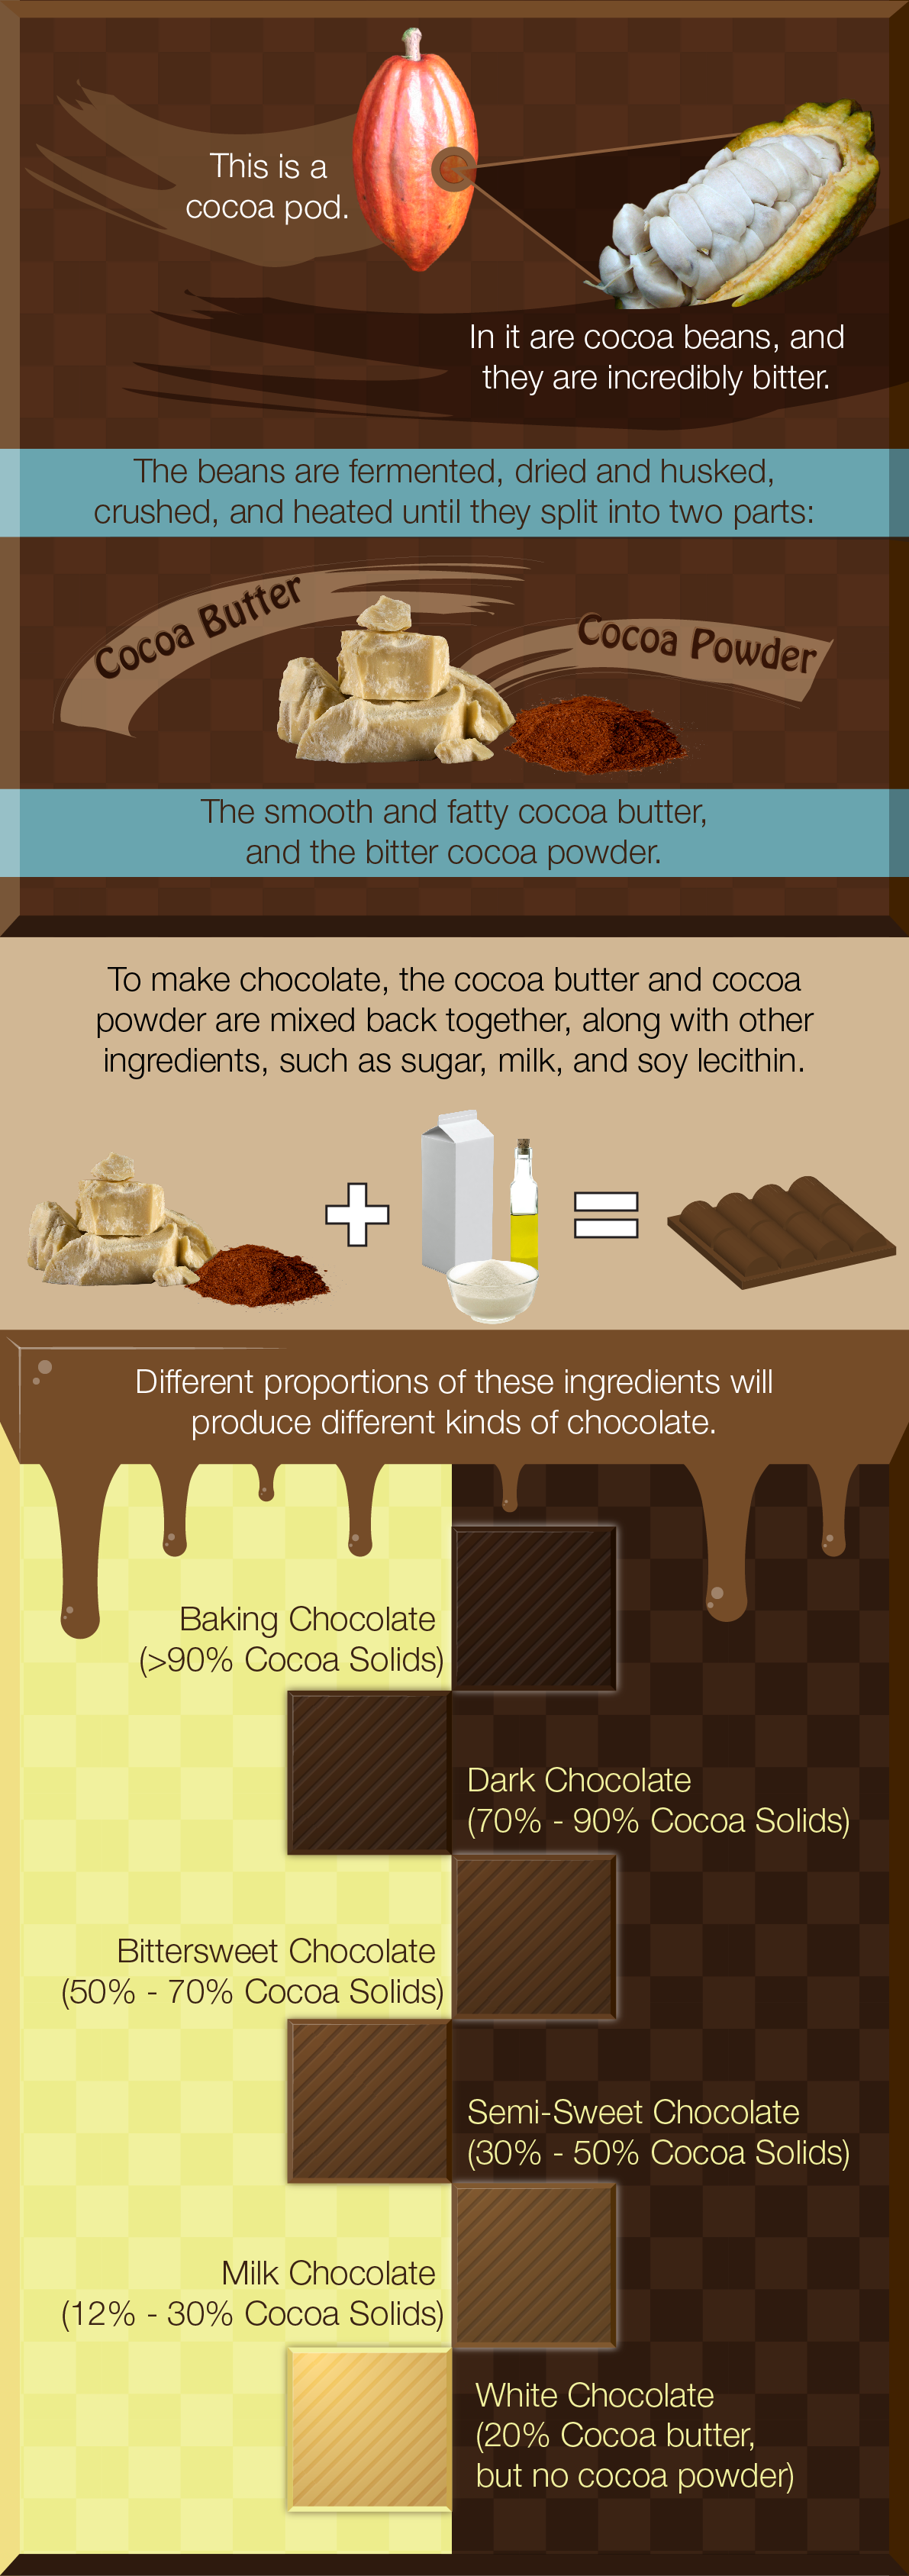 This is a
cocoa pod.
In it are cocoa beans, and
they are incredibly bitter.
The beans are fermented, dried and husked,
crushed, and heated until they split into two parts:
Cocoa Butter
Cocoa Powder
The smooth and fatty cocoa butter,
and the bitter cocoa powder.
To make chocolate, the cocoa butter and cocoa
powder are mixed back together, along with other
ingredients, such as sugar, milk, and soy lecithin.
Different proportions of these ingredients will
produce different kinds of chocolate.
Baking Chocolate
(>90% Cocoa Solids)
Dark Chocolate
(70% - 90% Cocoa Solids)
Bittersweet Chocolate
(50% - 70% Cocoa Solids)
Semi-Sweet Chocolate
(30% - 50% Cocoa Solids)
Milk Chocolate
(12% - 30% Cocoa Solids)
White Chocolate
(20% Cocoa butter,
but no cocoa powder)